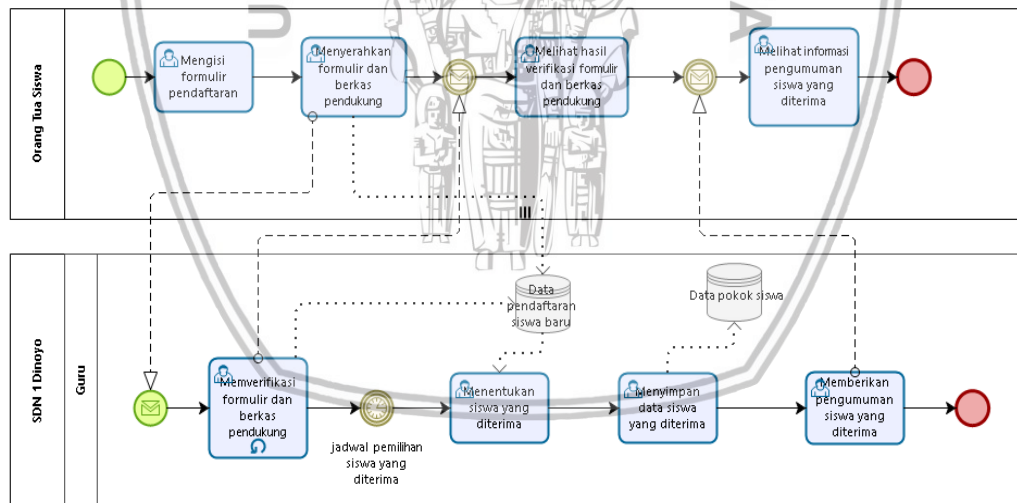 Orang Tua Siswa
Mengisi
formulir
pendaftaran
Menyerahkan
formulir dan
berkas
pendukung
Melihat hasil
verifikasi formulir
dan berkas
pendukung
Melihat informasi
pengumuman
siswa yang
diterima
SDN 1 Dinoyo
Guru
Data
pendaftaran
siswa baru
Data pokok siswa
Memverifikasi
formulir dan
berkas
pendukung
jadwal pemilihan
siswa yang
diterima
Menentukan
siswa yang
diterima
Menyimpan
data siswa
yang diterima
Memberikan
pengumuman
siswa yang
diterima
U
A